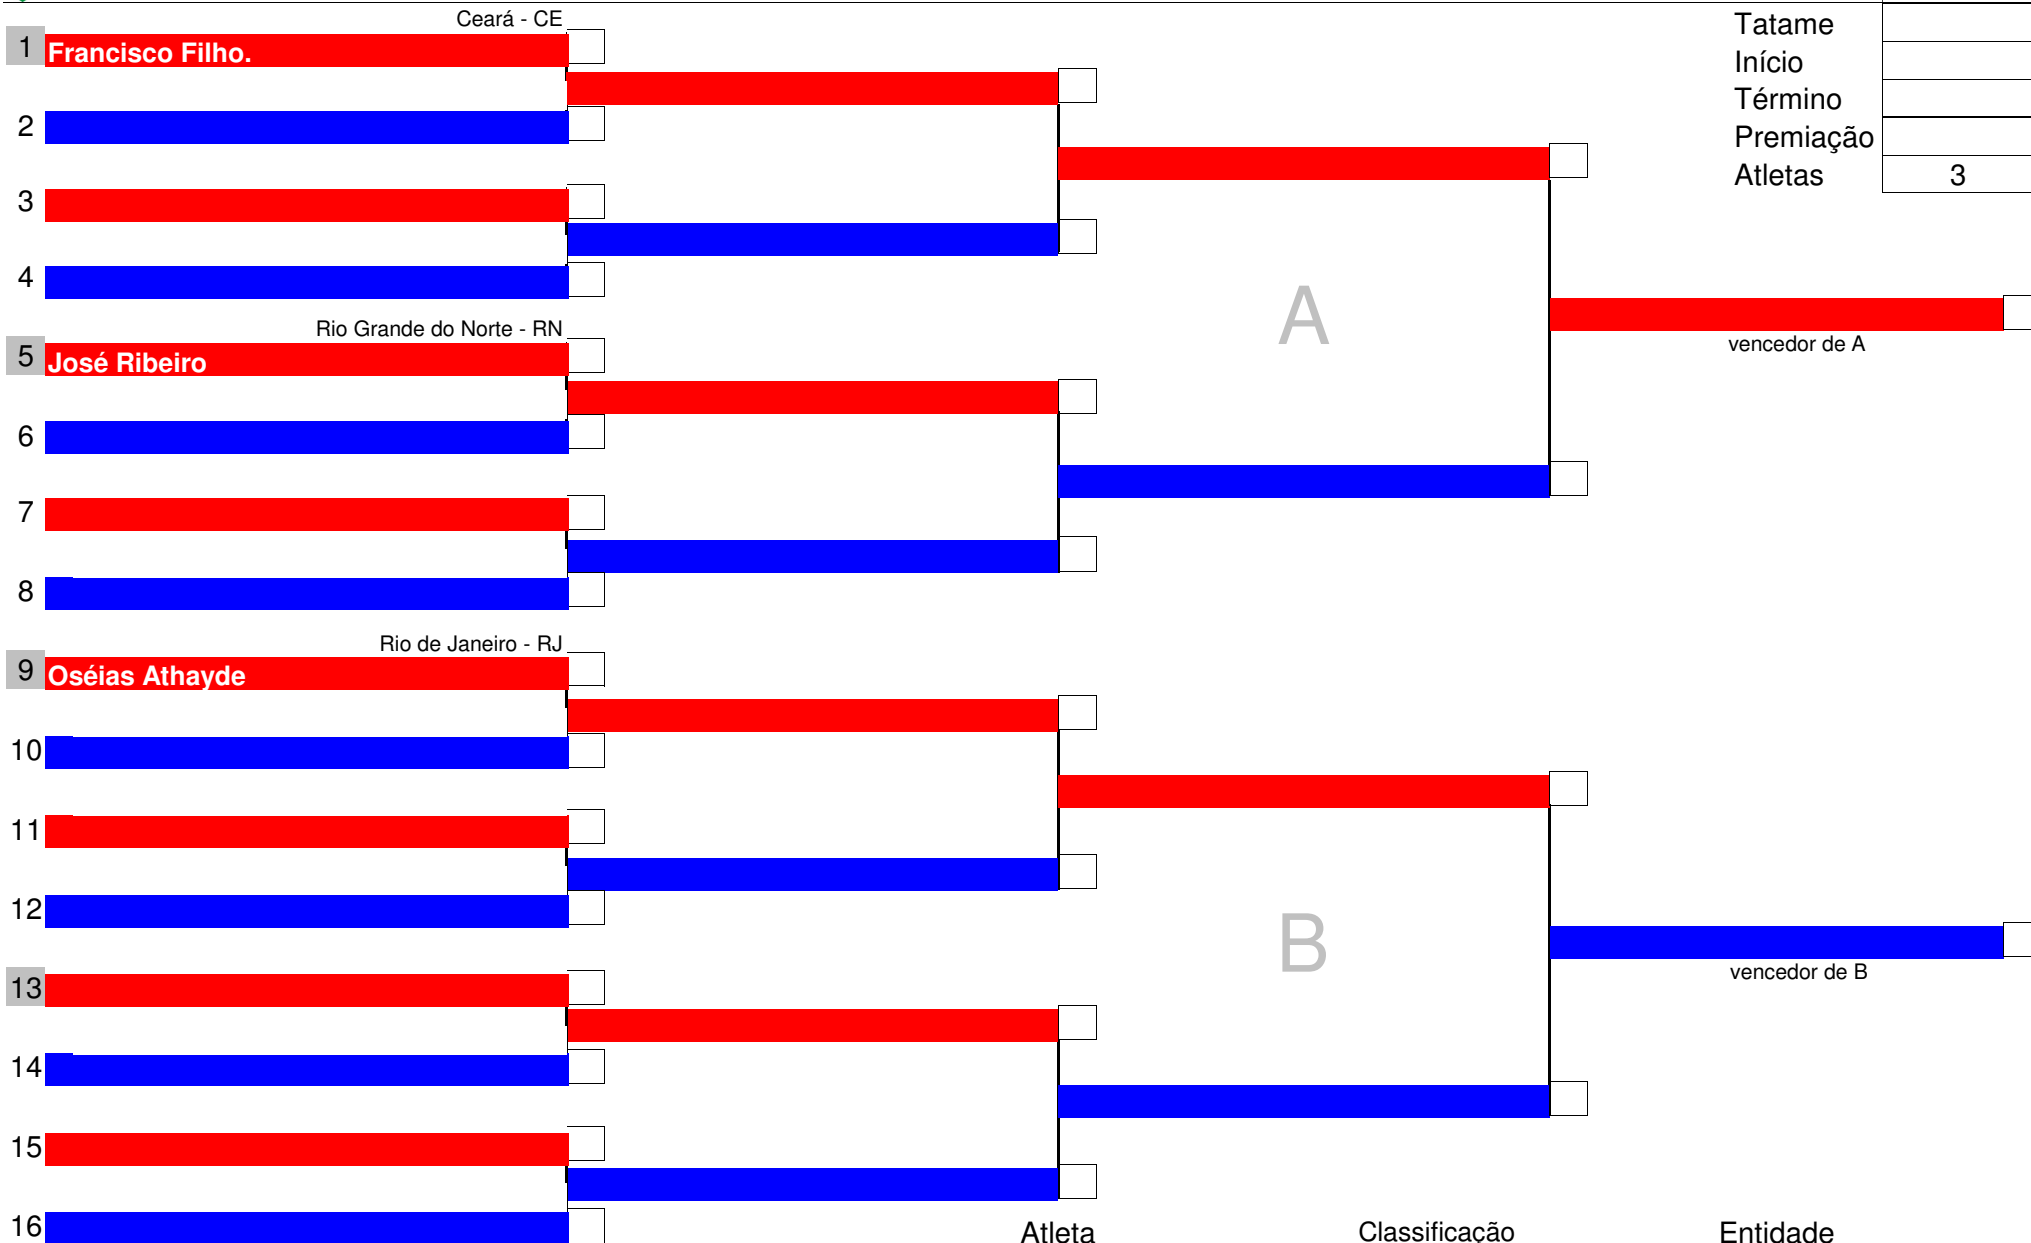 Ceará - CE
1 Francisco Filho.
2
3
4
Rio Grande do Norte - RN
5 José Ribeiro
6
7
8
Rio de Janeiro - RJ
9 Oséias Athayde
10
11
12
13
14
15
16
A
B
vencedor de A
vencedor de B
Tatame
Início
Término
Premiação
Atletas 3
Atleta Classificação Entidade